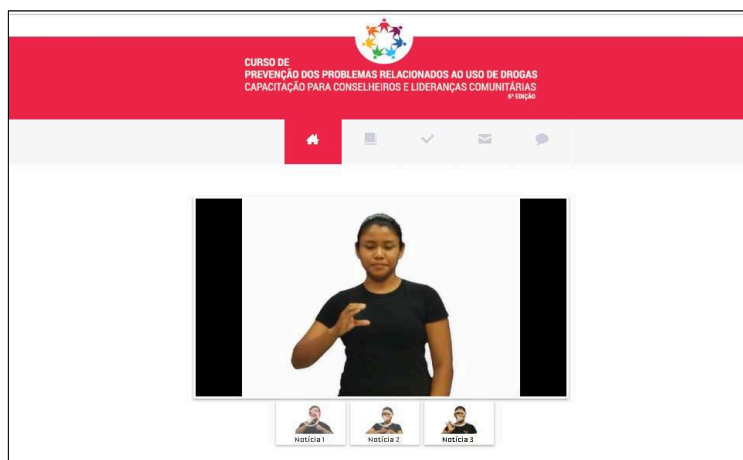 CURSO DE
PREVENÇÃO DOS PROBLEMAS RELACIONADOS AO USO DE DROGAS
CAPACITAÇÃO PARA CONSELHEIROS E LIDERANÇAS COMUNITÁRIAS
6ª EDIÇÃO
Notícia 1 Notícia 2 Notícia 3